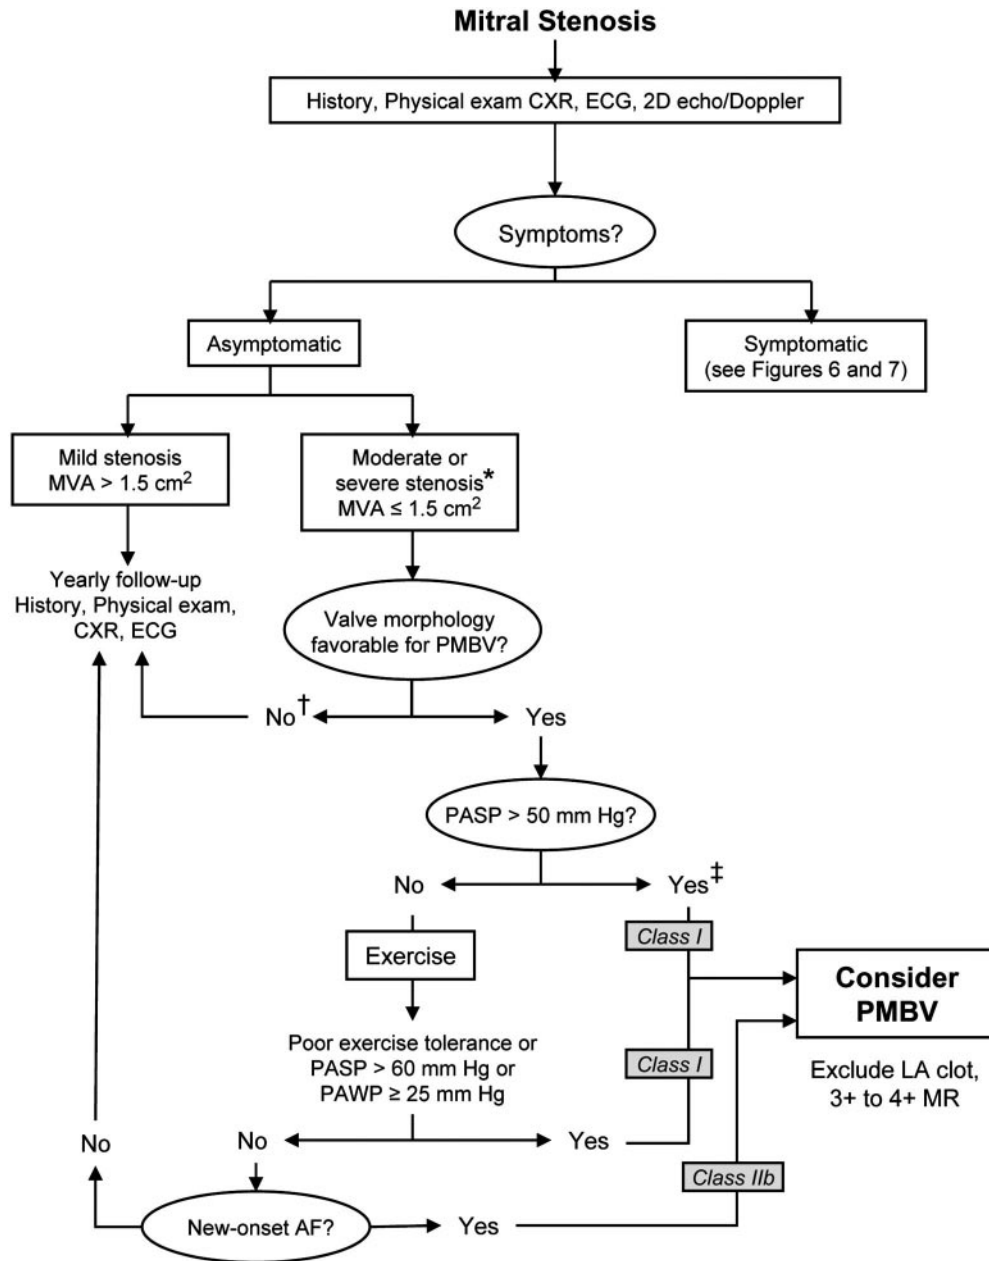 Mitral Stenosis
History, Physical exam CXR, ECG, 2D echo/Doppler
Symptoms?
Asymptomatic
Symptomatic
(see Figures 6 and 7)
Mild stenosis
MVA > 1.5 cm²
Moderate or
severe stenosis*
MVA ≤ 1.5 cm²
Yearly follow-up
History, Physical exam,
CXR, ECG
Valve morphology
favorable for PMBV?
No†
Yes
PASP > 50 mm Hg?
No
Yes‡
Class I
Exercise
Consider
PMBV
Poor exercise tolerance or
PASP > 60 mm Hg or
PAWP ≥ 25 mm Hg
Class I
Exclude LA clot,
3+ to 4+ MR
No
No
Yes
Class IIb
New-onset AF?
Yes